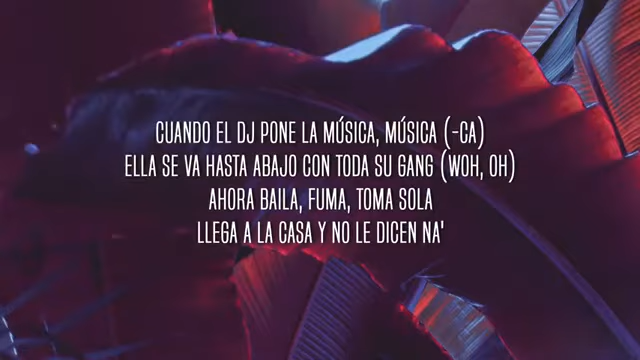 CUANDO EL DJ PONE LA MÚSICA, MÚSICA (-CA)
ELLA SE VA HASTA ABAJO CON TODA SU GANG (WOH, OH)
AHORA BAILA, FUMA, TOMA SOLA
LLEGA A LA CASA Y NO LE DICEN NA'